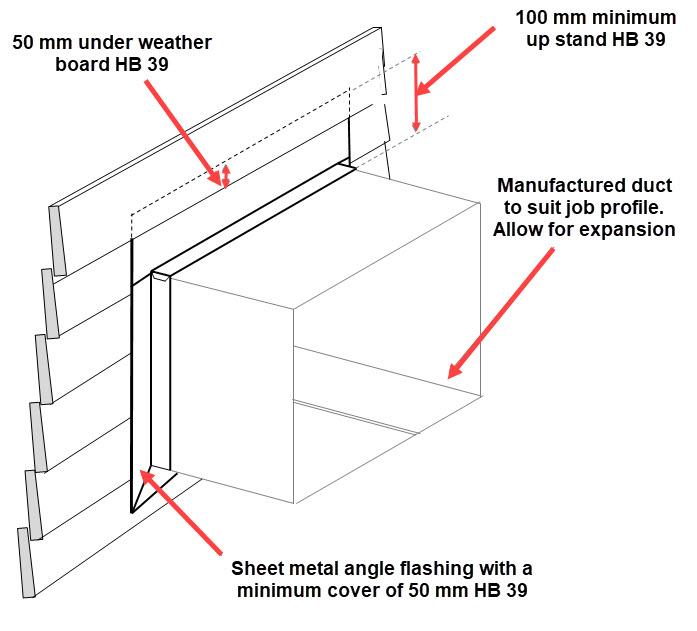 50 mm under weather
board HB 39
100 mm minimum
up stand HB 39
Manufactured duct
to suit job profile.
Allow for expansion
Sheet metal angle flashing with a
minimum cover of 50 mm HB 39